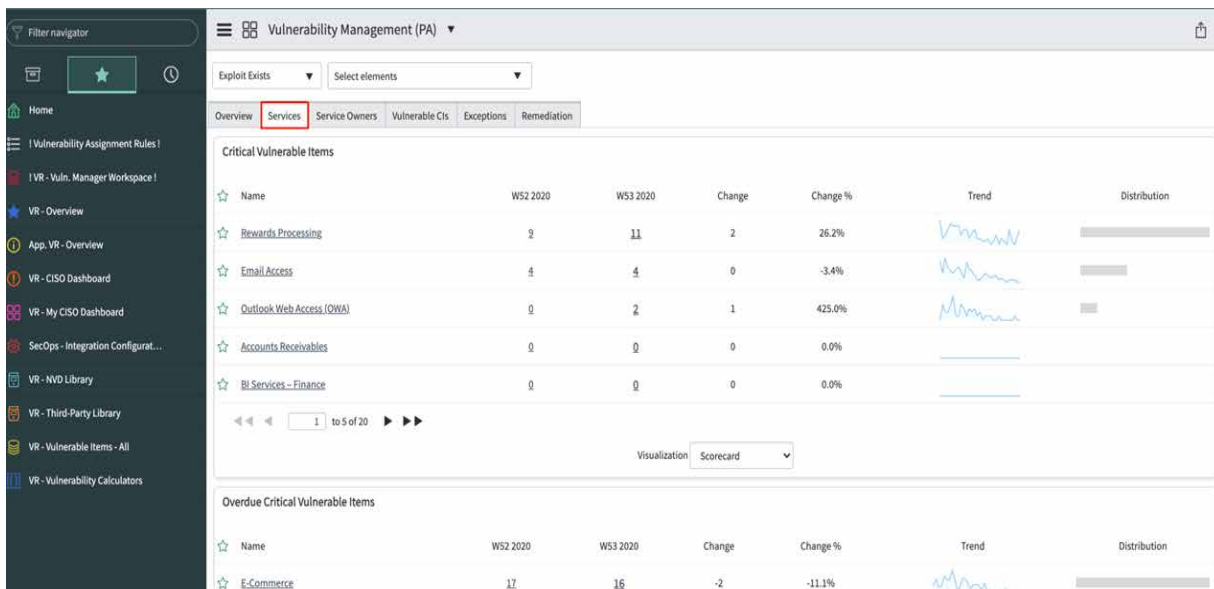 Filter navigator
Home
! Vulnerability Assignment Rules !
! VR - Vuln. Manager Workspace !
VR - Overview
App. VR - Overview
VR - CISO Dashboard
VR - My CISO Dashboard
SecOps - Integration Configurat...
VR - NVD Library
VR - Third-Party Library
VR - Vulnerable Items - All
VR - Vulnerability Calculators
Vulnerability Management (PA)
Exploit Exists Select elements
Overview Services Service Owners Vulnerable CIs Exceptions Remediation
Critical Vulnerable Items
Name W52 2020 W53 2020 Change Change % Trend Distribution
Rewards Processing 9 11 2 26.2%
Email Access 4 4 0 -3.4%
Outlook Web Access (OWA) 0 2 1 425.0%
Accounts Receivables 0 0 0 0.0%
BI Services – Finance 0 0 0 0.0%
1 to 5 of 20
Visualization Scorecard
Overdue Critical Vulnerable Items
Name W52 2020 W53 2020 Change Change % Trend Distribution
E-Commerce 17 16 -2 -11.1%